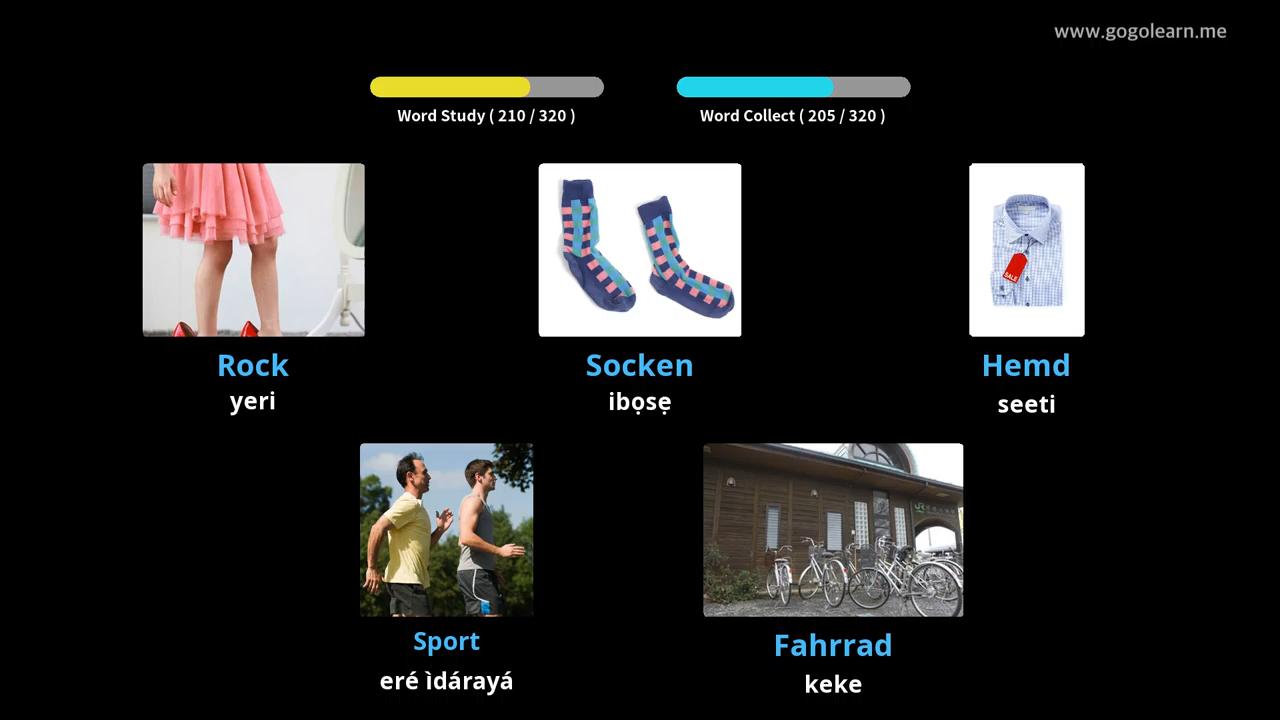 www.gogolearn.me
Word Study ( 210 / 320 )
Word Collect ( 205 / 320 )
Rock
yeri
Socken
ibọsẹ
Hemd
seeti
SALE
Sport
eré ìdárayá
Fahrrad
keke